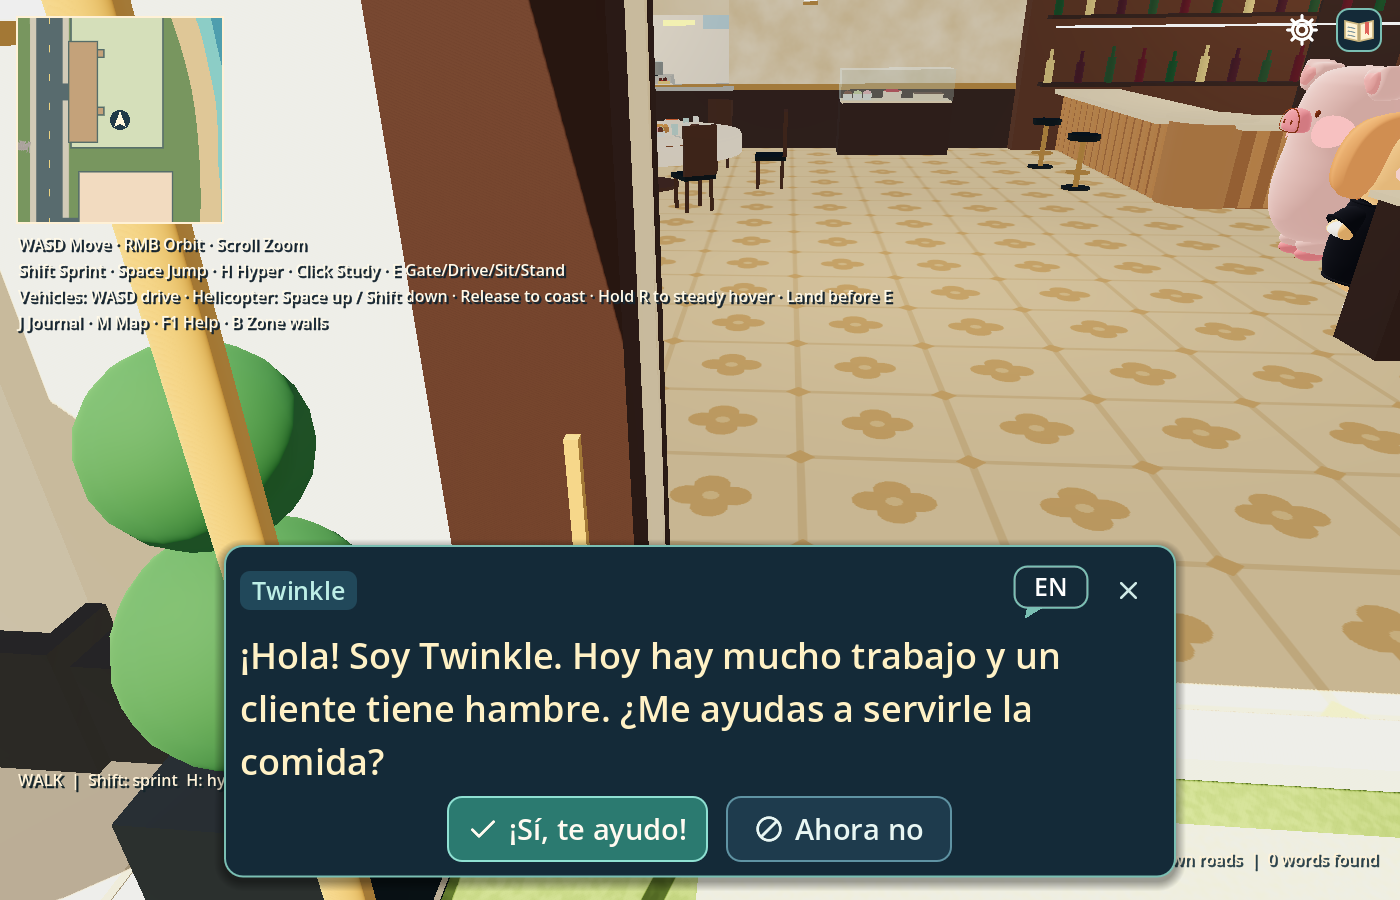 WASD Move · RMB Orbit · Scroll Zoom
Shift Sprint · Space Jump · H Hyper · Click Study · E Gate/Drive/Sit/Stand
Vehicles: WASD drive · Helicopter: Space up / Shift down · Release to coast · Hold R to steady hover · Land before E
J Journal · M Map · F1 Help · B Zone walls
Twinkle
EN
¡Hola! Soy Twinkle. Hoy hay mucho trabajo y un
cliente tiene hambre. ¿Me ayudas a servirle la
comida?
¡Sí, te ayudo!
Ahora no
WALK | Shift: sprint H:
roads | 0 words found